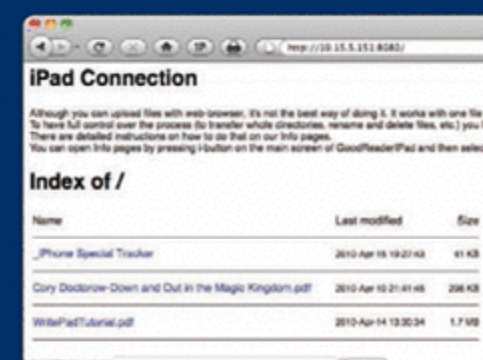 http://10.15.5.151:8080/
iPad Connection
Although you can upload files with web-browser, it's not the best way of doing it. It works with one file
To have full control over the process (to transfer whole directories, rename and delete files, etc.) you
There are detailed instructions on how to do that on our Info pages.
You can open Info pages by pressing i-button on the main screen of GoodReaderIPad and then selec
Index of /
Name Last modified Size
_iPhone Special Tracker 2010-Apr-15 19:27:43 61 KB
Cory Doctorow-Down and Out in the Magic Kingdom.pdf 2010-Apr-10 21:41:45 298 KB
WritePadTutorial.pdf 2010-Apr-14 13:30:34 1.7 MB